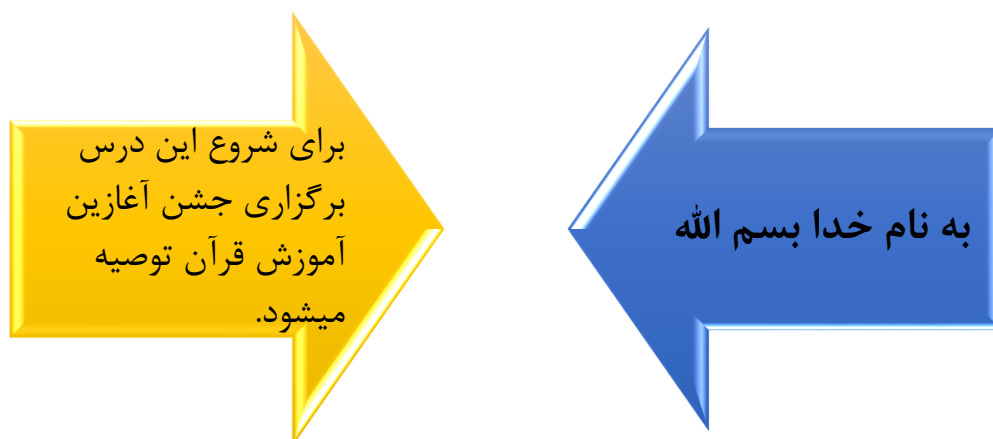 به نام خدا بسم الله
برای شروع این درس
برگزاری جشن آغازین
آموزش قرآن توصیه
میشود.